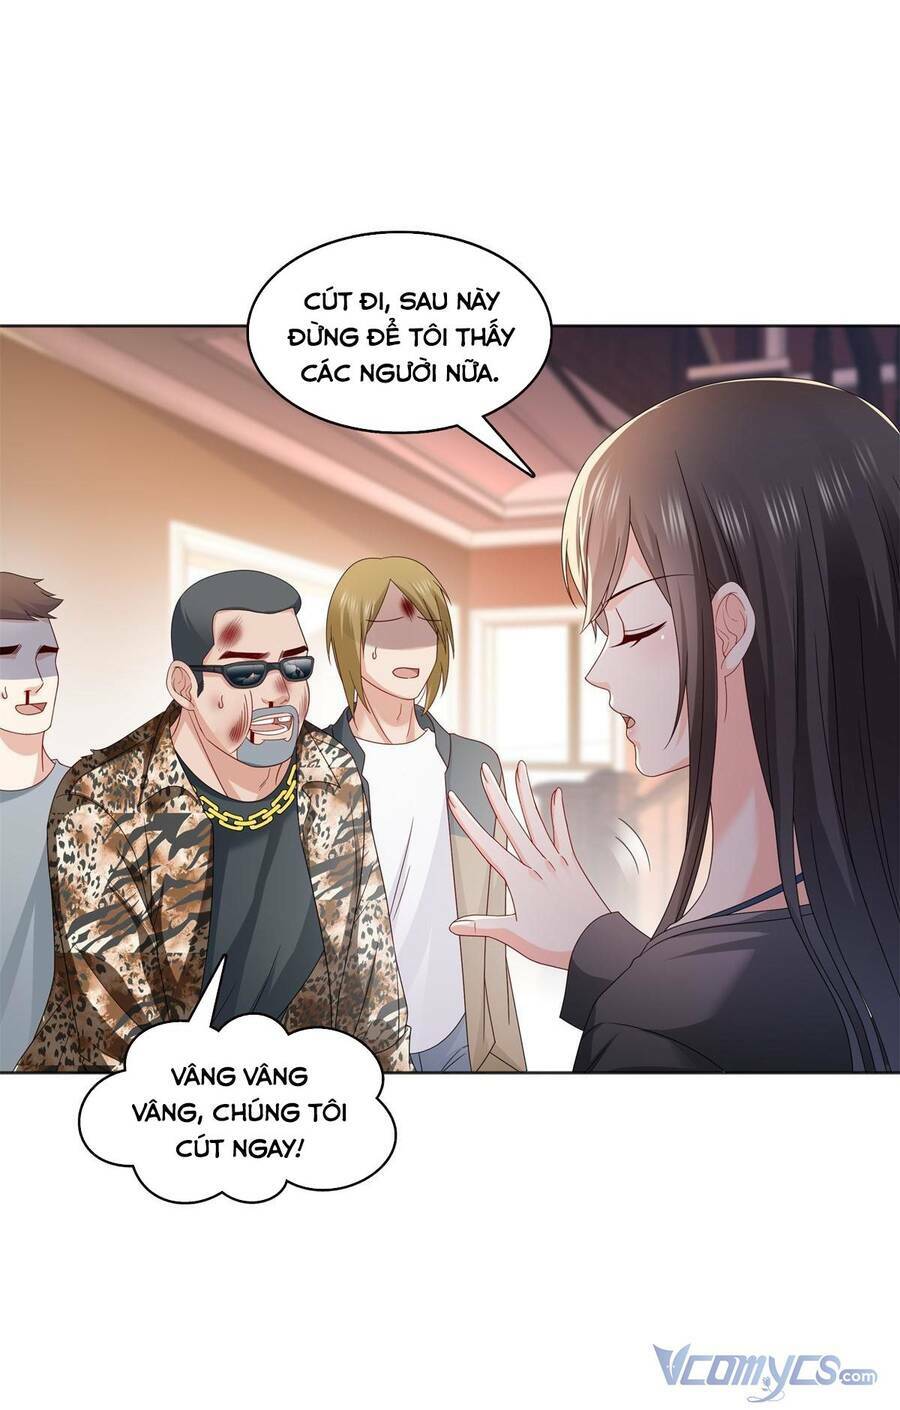 CÚT ĐI, SAU NÀY
ĐỪNG ĐỂ TÔI THẤY
CÁC NGƯỜI NỮA.
VÂNG VÂNG
VÂNG, CHÚNG TÔI
CÚT NGAY!
VCOMYCS.com